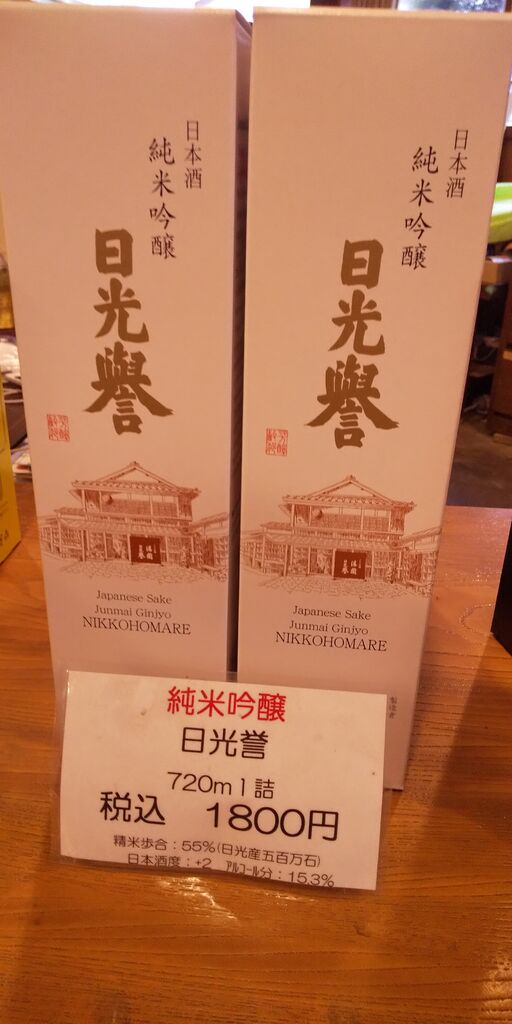 日本酒
純米吟醸
日光譽
Japanese Sake
Junmai Ginjyo
NIKKOHOMARE
日本酒
純米吟醸
日光譽
Japanese Sake
Junmai Ginjyo
NIKKOHOMARE
純米吟醸
日光誉
720ml詰
税込 1800円
精米歩合：55%(日光産五百万石)
日本酒度：+2 アルコール分：15.3%